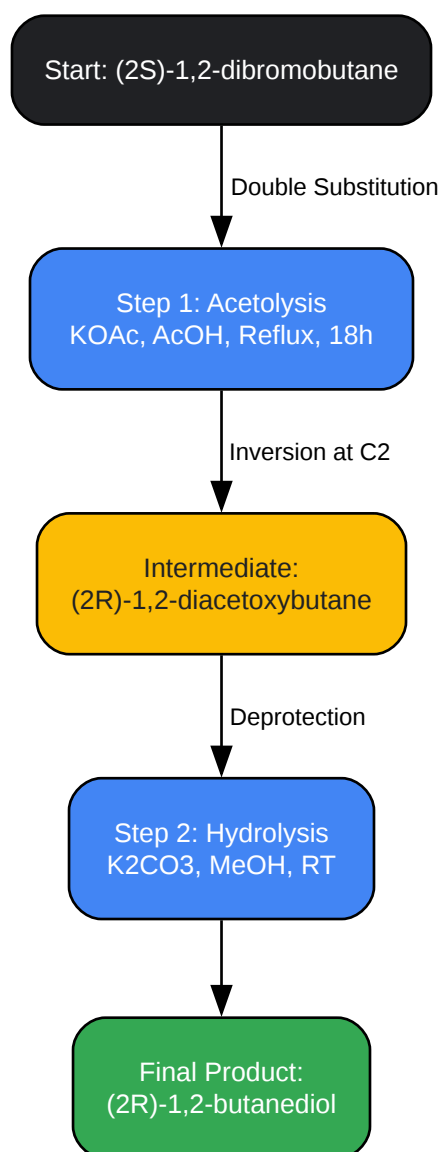 Start: (2S)-1,2-dibromobutane
Double Substitution
Step 1: Acetolysis
KOAc, AcOH, Reflux, 18h
Inversion at C2
Intermediate:
(2R)-1,2-diacetoxybutane
Deprotection
Step 2: Hydrolysis
K2CO3, MeOH, RT
Final Product:
(2R)-1,2-butanediol